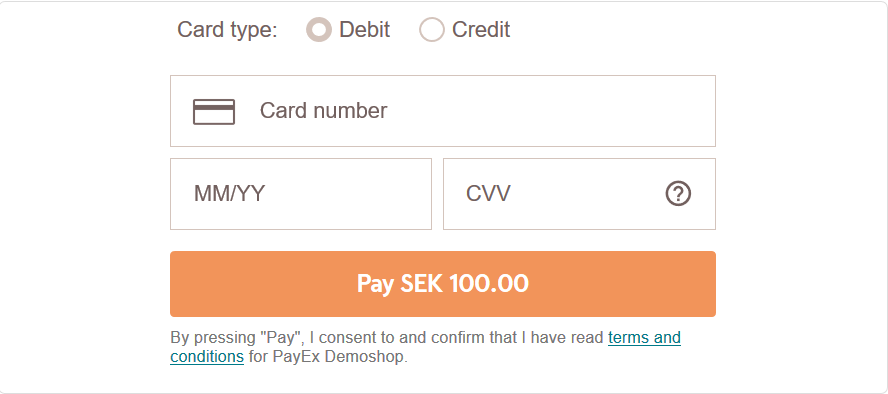 Card type: Debit Credit
Card number
MM/YY CVV ?
Pay SEK 100.00
By pressing "Pay", I consent to and confirm that I have read terms and
conditions for PayEx Demoshop.